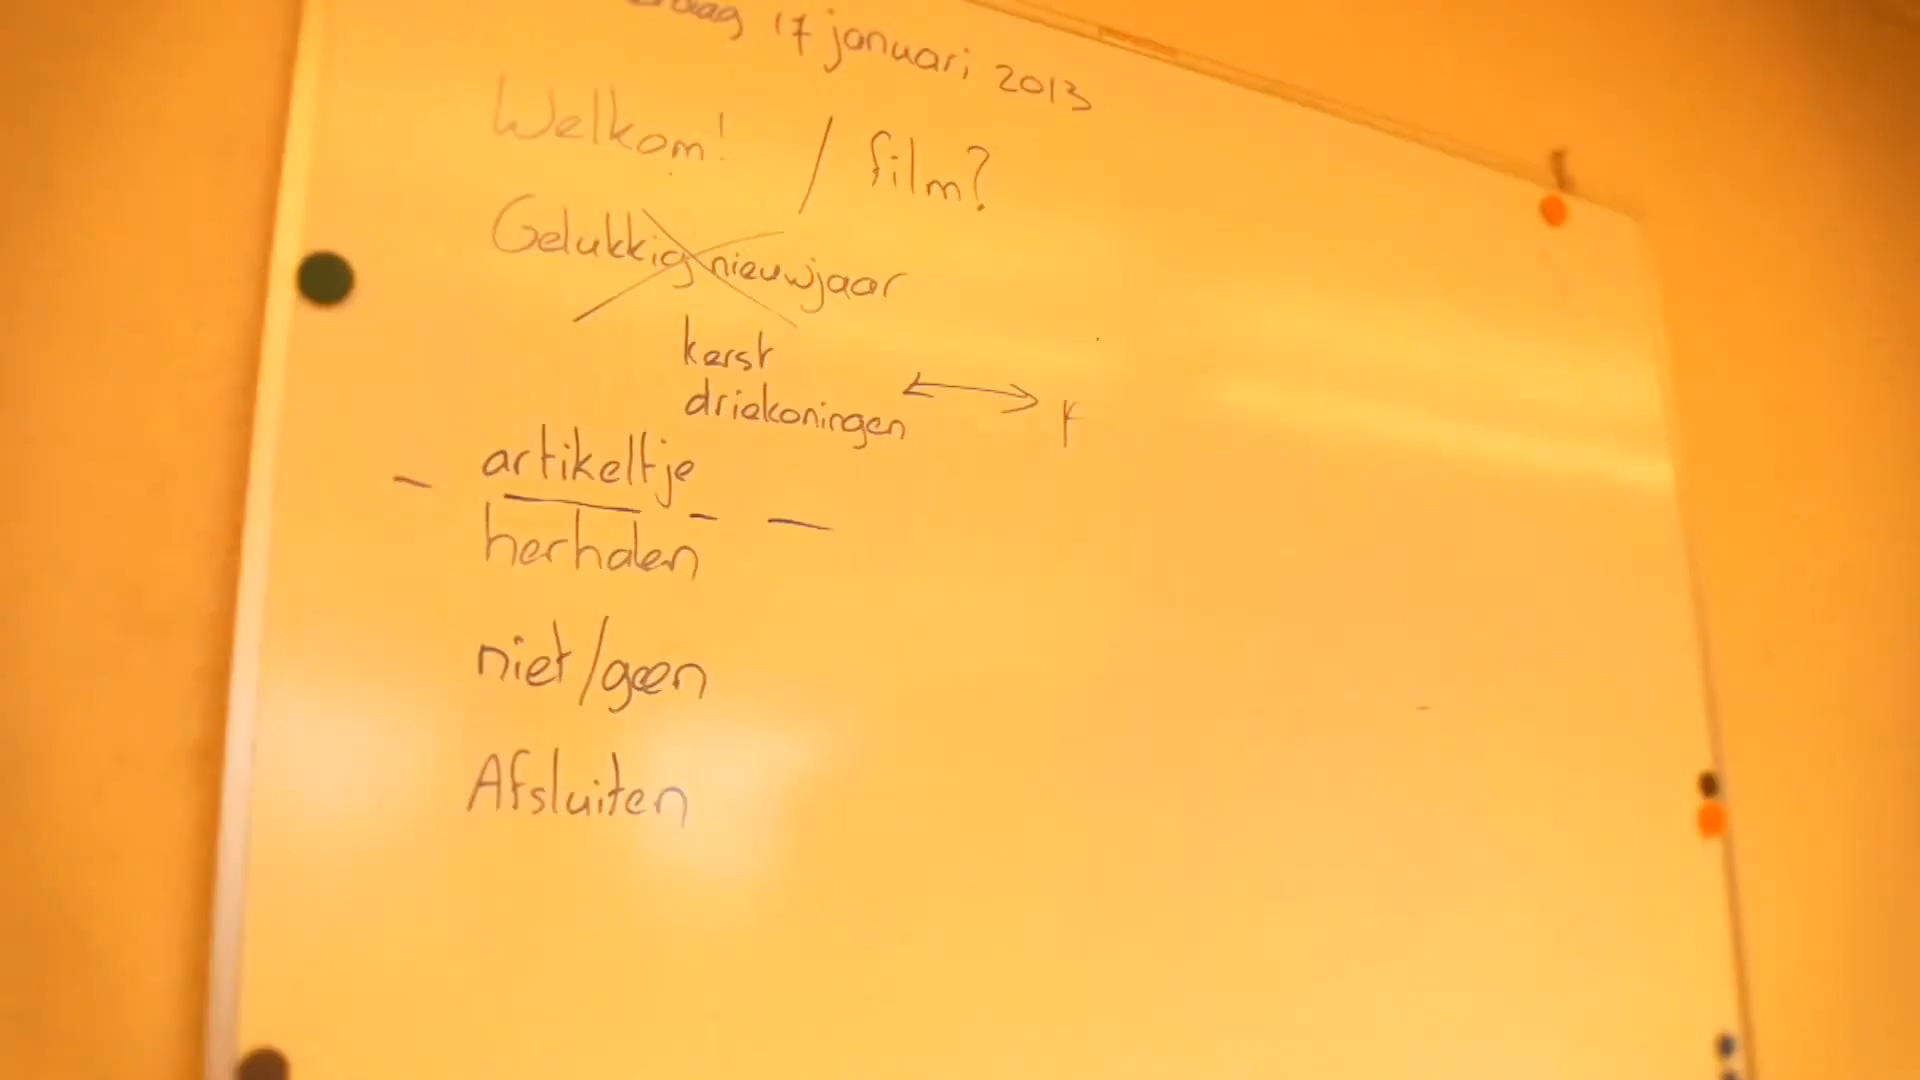 17 januari 2013
Welkom! / film?
Gelukkig nieuwjaar
kerst
driekoningen ↔
artikeltje
herhalen
niet/geen
Afsluiten